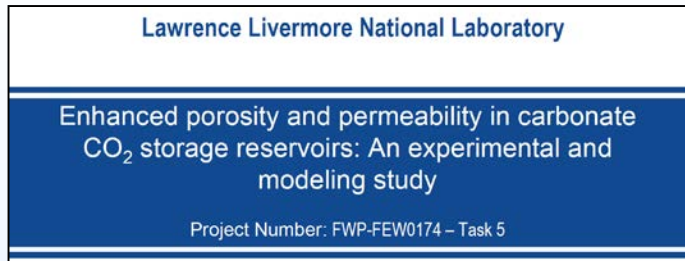 Lawrence Livermore National Laboratory
Enhanced porosity and permeability in carbonate
CO₂ storage reservoirs: An experimental and
modeling study
Project Number: FWP-FEW0174 – Task 5